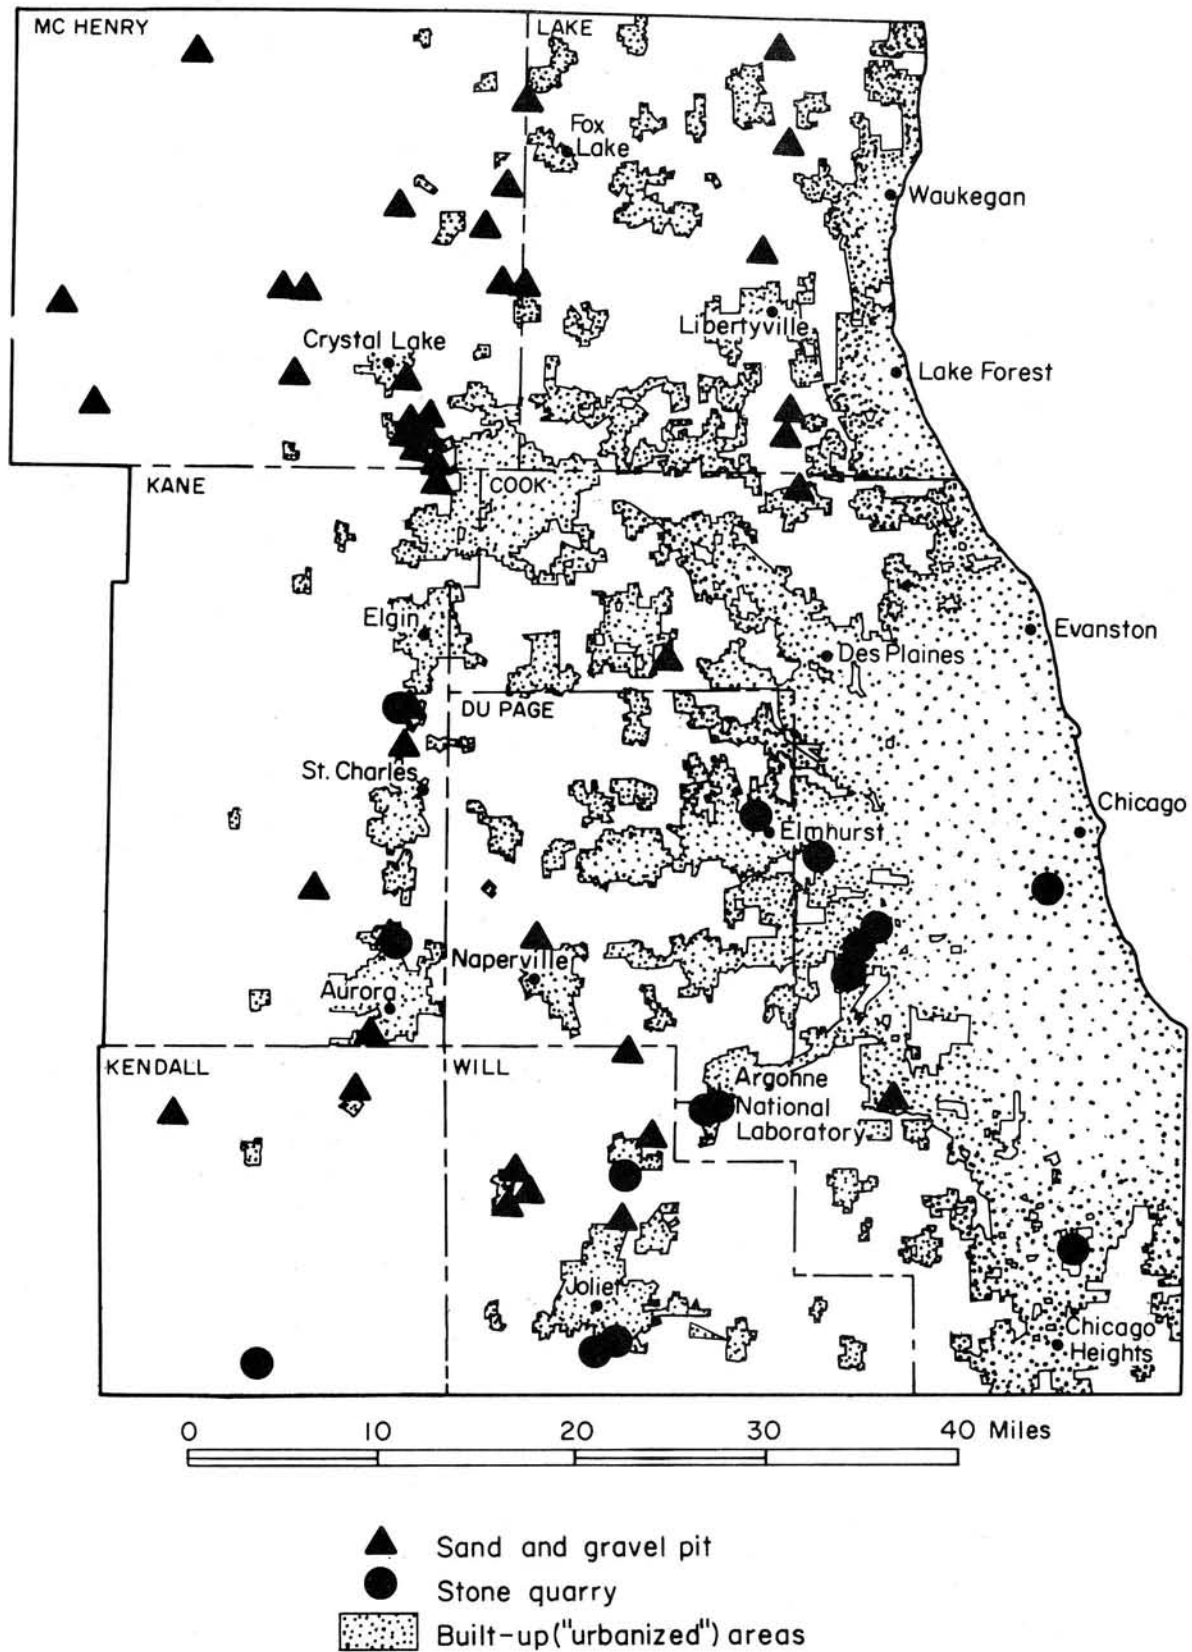 MC HENRY
LAKE
Fox
Lake
Waukegan
Libertyville
Crystal Lake
Lake Forest
KANE
COOK
Elgin
Evanston
Des Plaines
DU PAGE
St. Charles
Chicago
Elmhurst
Naperville
Aurora
KENDALL
WILL
Argonne
National
Laboratory
Joliet
Chicago
Heights
0 10 20 30 40 Miles
Sand and gravel pit
Stone quarry
Built-up ("urbanized") areas